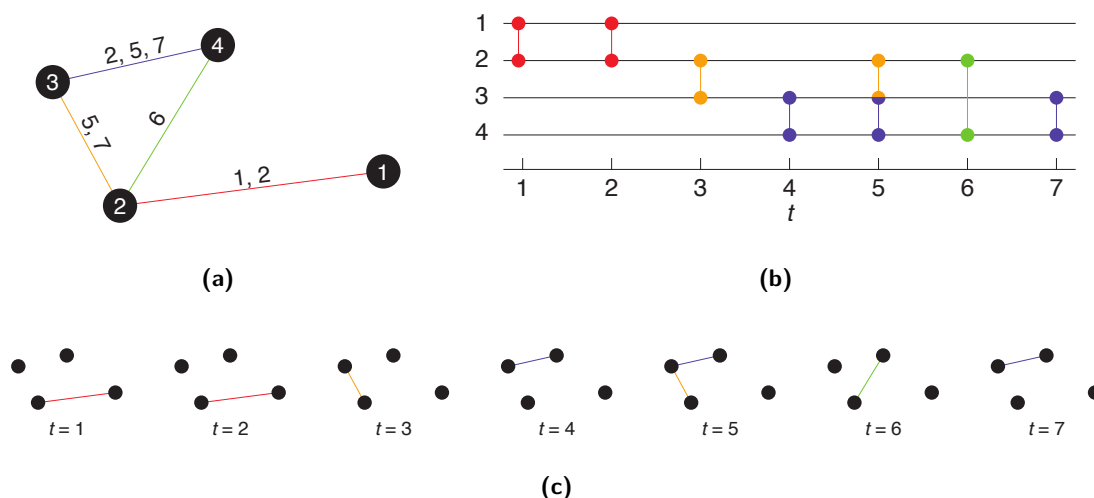 2, 5, 7
4
3
5, 7
6
1, 2
1
2
(a)
1
2
3
4
1 2 3 4 5 6 7
t
(b)
t = 1 t = 2 t = 3 t = 4 t = 5 t = 6 t = 7
(c)